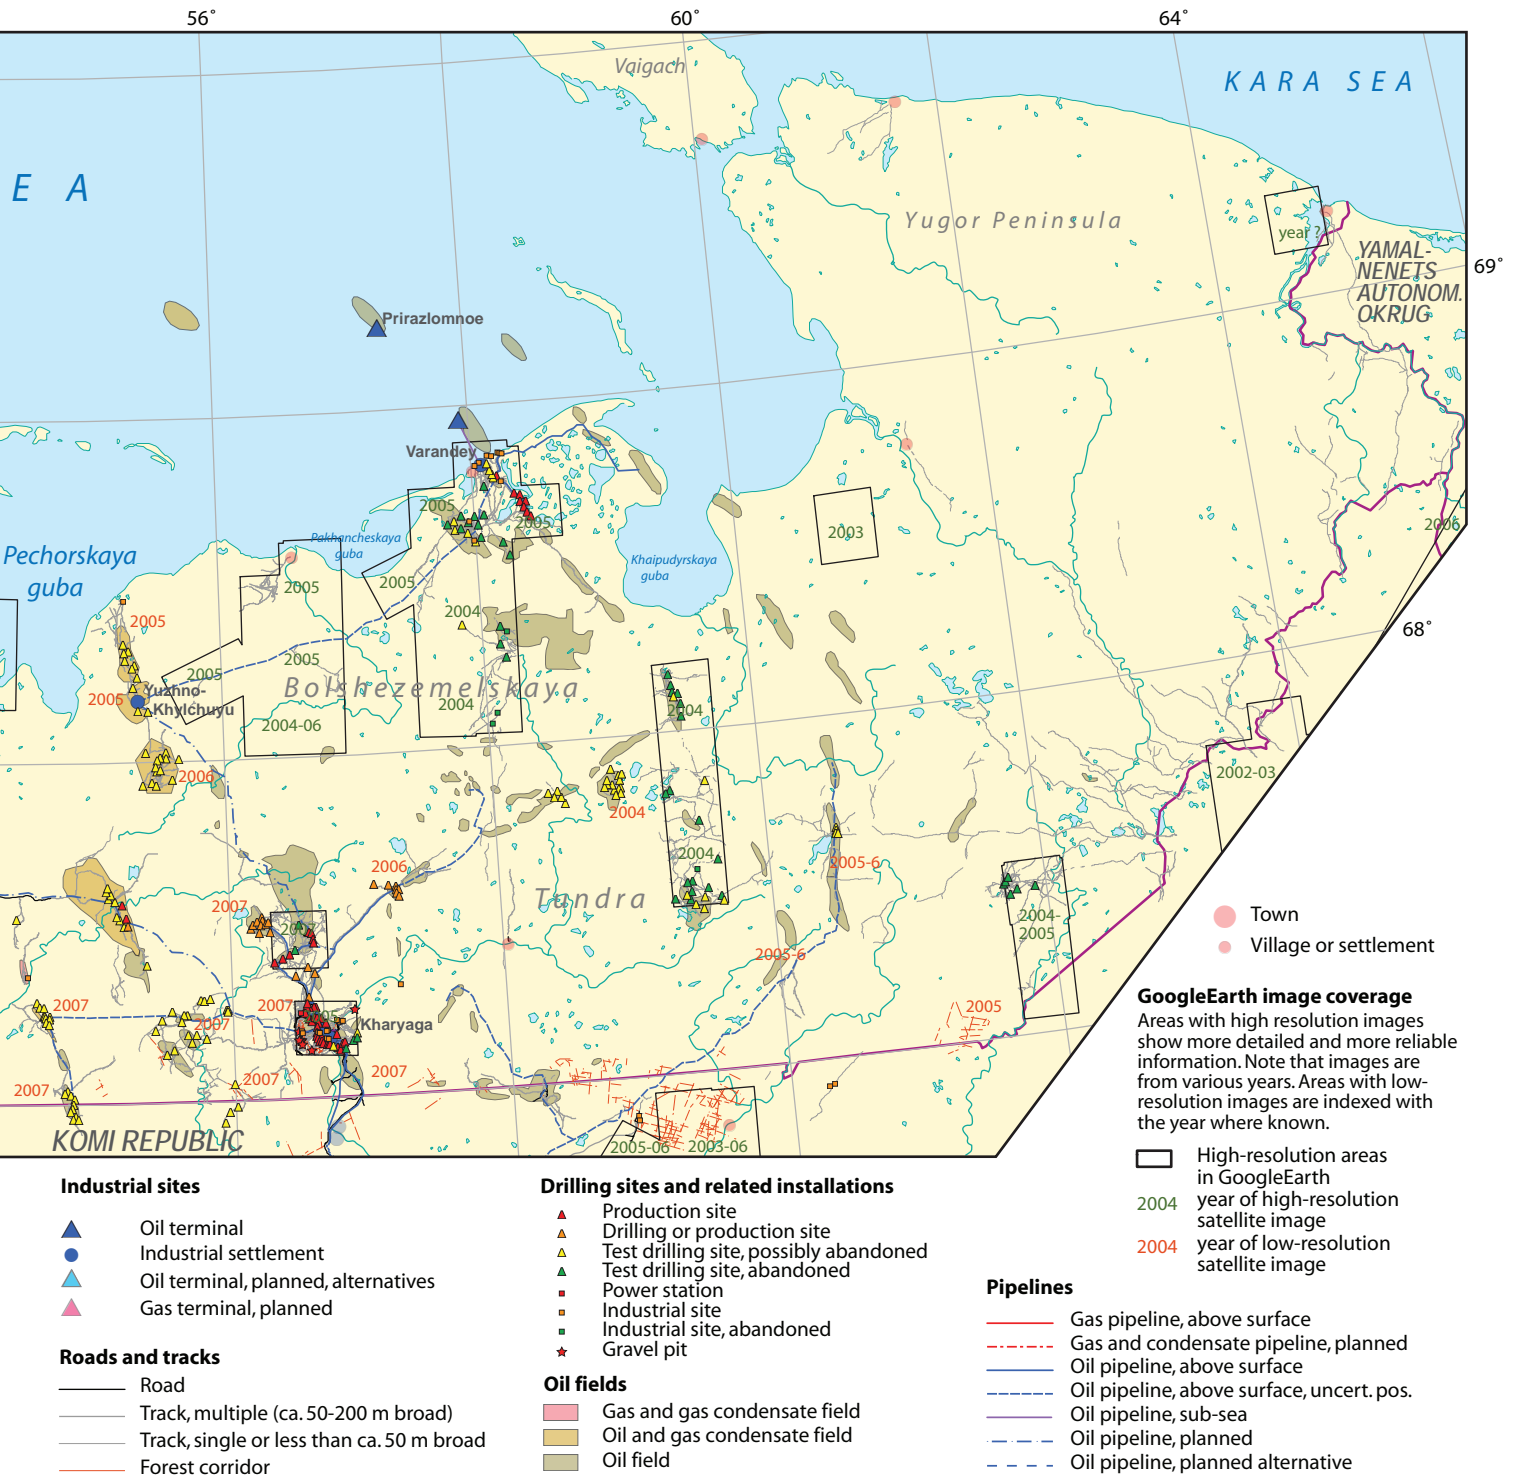 56°
60°
64°
Vaigach
KARA SEA
E A
Yugor Peninsula
year ?
YAMAL-
NENETS
AUTONOM.
OKRUG
69°
Prirazlomnoe
Varandey
2005
2005
2003
2006
Pakhancheskaya
guba
Pechorskaya
guba
Khaipudyrskaya
guba
2005
2005
2004
2005
68°
2005
2005
2005
Yuzhno-
Khylchuyu
Bolshezemelskaya
2004
2004
2004-06
2006
2002-03
2004
2004
2005-6
2006
Tundra
2007
2007
2004-
2005
2005-6
2007
2007
2007
2005
2005
Kharyaga
2007
2007
2007
KOMI REPUBLIC
2005-06
2003-06
Town
Village or settlement
GoogleEarth image coverage
Areas with high resolution images
show more detailed and more reliable
information. Note that images are
from various years. Areas with low-
resolution images are indexed with
the year where known.
High-resolution areas
in GoogleEarth
2004 year of high-resolution
satellite image
2004 year of low-resolution
satellite image
Industrial sites
Oil terminal
Industrial settlement
Oil terminal, planned, alternatives
Gas terminal, planned
Roads and tracks
Road
Track, multiple (ca. 50-200 m broad)
Track, single or less than ca. 50 m broad
Forest corridor
Drilling sites and related installations
Production site
Drilling or production site
Test drilling site, possibly abandoned
Test drilling site, abandoned
Power station
Industrial site
Industrial site, abandoned
Gravel pit
Oil fields
Gas and gas condensate field
Oil and gas condensate field
Oil field
Pipelines
Gas pipeline, above surface
Gas and condensate pipeline, planned
Oil pipeline, above surface
Oil pipeline, above surface, uncert. pos.
Oil pipeline, sub-sea
Oil pipeline, planned
Oil pipeline, planned alternative